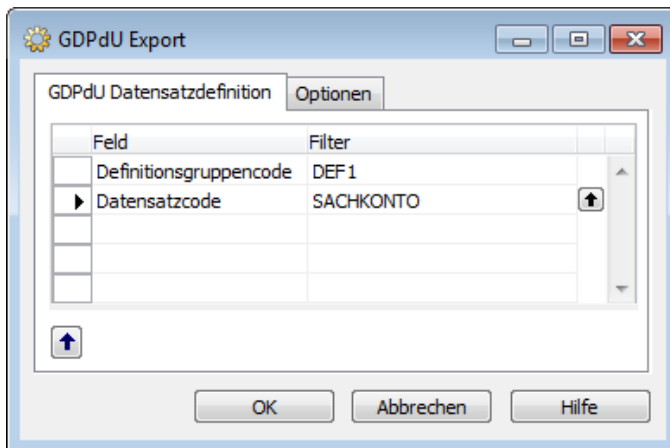 GDPdU Export
GDPdU Datensatzdefinition Optionen
Feld Filter
Definitionsgruppencode DEF1
Datensatzcode SACHKONTO
OK Abbrechen Hilfe